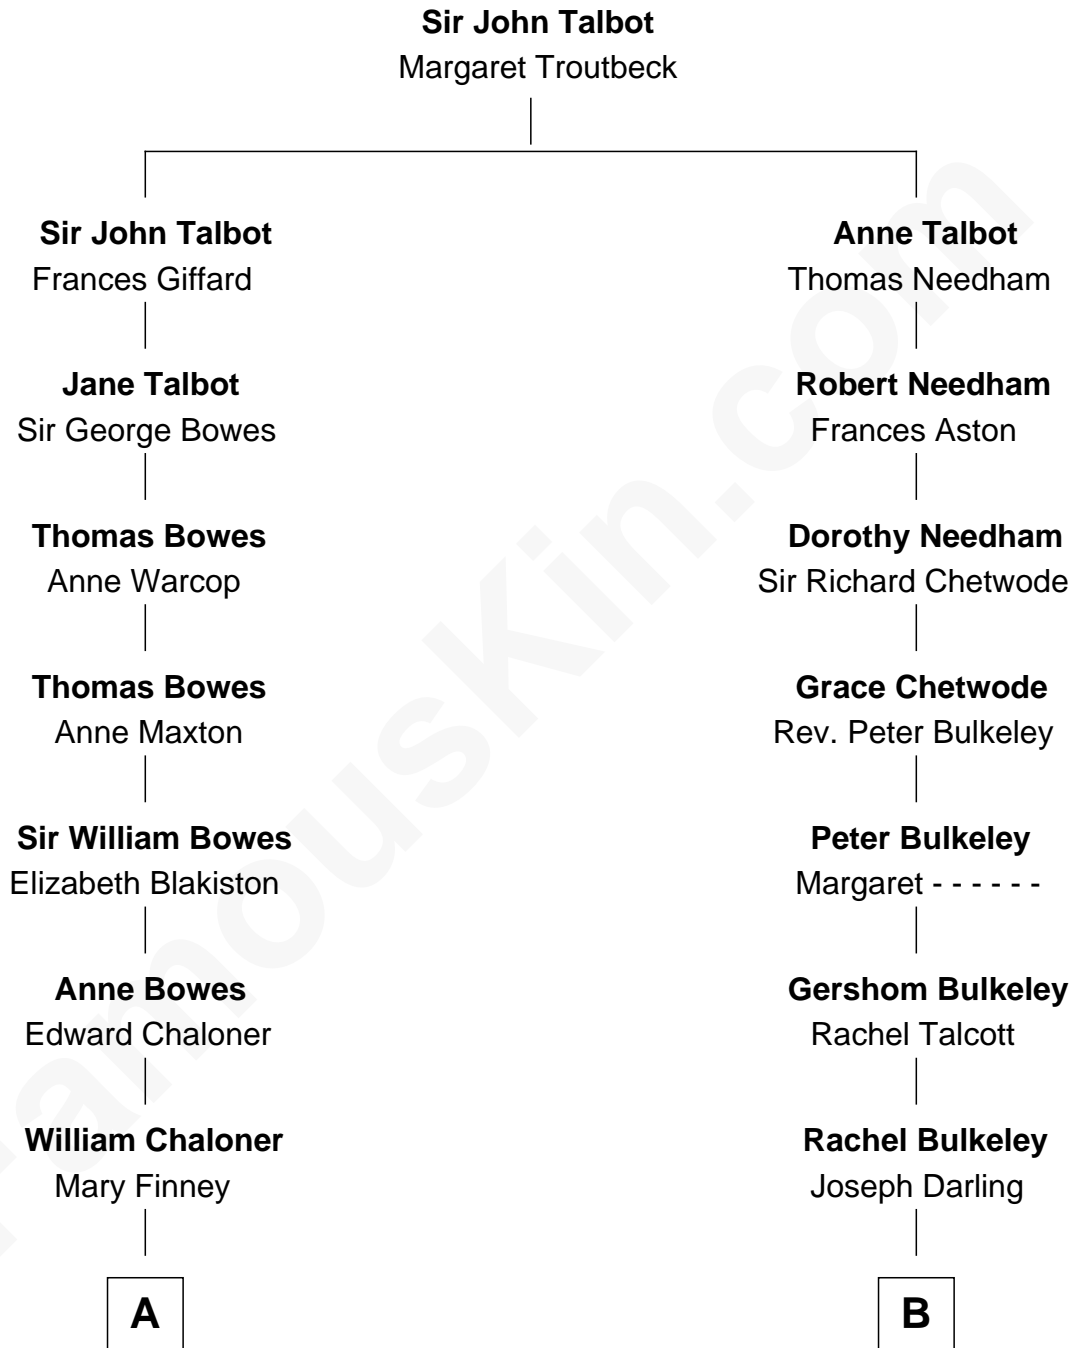 Sir John Talbot
Margaret Troutbeck
Sir John Talbot
Frances Giffard
Jane Talbot
Sir George Bowes
Thomas Bowes
Anne Warcop
Thomas Bowes
Anne Maxton
Sir William Bowes
Elizabeth Blakiston
Anne Bowes
Edward Chaloner
William Chaloner
Mary Finney
A
Anne Talbot
Thomas Needham
Robert Needham
Frances Aston
Dorothy Needham
Sir Richard Chetwode
Grace Chetwode
Rev. Peter Bulkeley
Peter Bulkeley
Margaret - - - - - -
Gershom Bulkeley
Rachel Talcott
Rachel Bulkeley
Joseph Darling
B
FamousKin.com